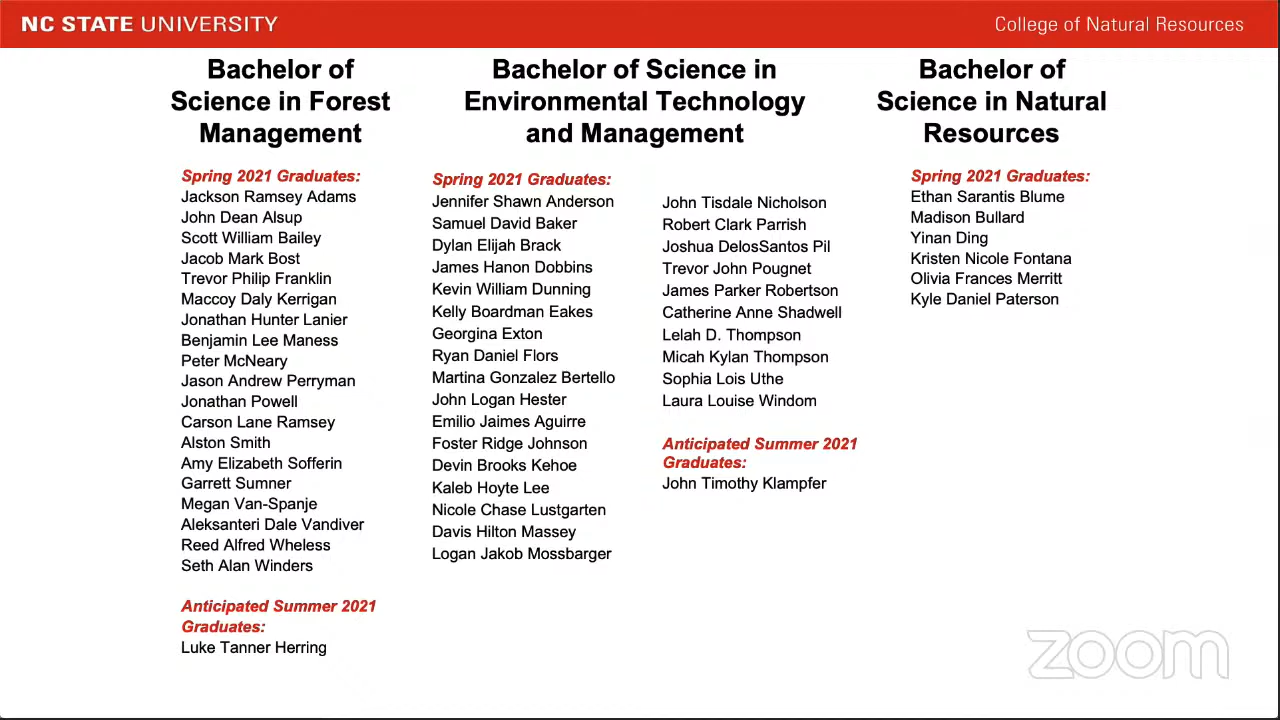 NC STATE UNIVERSITY
College of Natural Resources
Bachelor of
Science in Forest
Management
Spring 2021 Graduates:
Jackson Ramsey Adams
John Dean Alsup
Scott William Bailey
Jacob Mark Bost
Trevor Philip Franklin
Maccoy Daly Kerrigan
Jonathan Hunter Lanier
Benjamin Lee Maness
Peter McNeary
Jason Andrew Perryman
Jonathan Powell
Carson Lane Ramsey
Alston Smith
Amy Elizabeth Sofferin
Garrett Sumner
Megan Van-Spanje
Aleksanteri Dale Vandiver
Reed Alfred Wheless
Seth Alan Winders
Anticipated Summer 2021
Graduates:
Luke Tanner Herring
Bachelor of Science in
Environmental Technology
and Management
Spring 2021 Graduates:
Jennifer Shawn Anderson
Samuel David Baker
Dylan Elijah Brack
James Hanon Dobbins
Kevin William Dunning
Kelly Boardman Eakes
Georgina Exton
Ryan Daniel Flors
Martina Gonzalez Bertello
John Logan Hester
Emilio Jaimes Aguirre
Foster Ridge Johnson
Devin Brooks Kehoe
Kaleb Hoyte Lee
Nicole Chase Lustgarten
Davis Hilton Massey
Logan Jakob Mossbarger
John Tisdale Nicholson
Robert Clark Parrish
Joshua DelosSantos Pil
Trevor John Pougnet
James Parker Robertson
Catherine Anne Shadwell
Lelah D. Thompson
Micah Kylan Thompson
Sophia Lois Uthe
Laura Louise Windom
Anticipated Summer 2021
Graduates:
John Timothy Klampfer
Bachelor of
Science in Natural
Resources
Spring 2021 Graduates:
Ethan Sarantis Blume
Madison Bullard
Yinan Ding
Kristen Nicole Fontana
Olivia Frances Merritt
Kyle Daniel Paterson
zoom